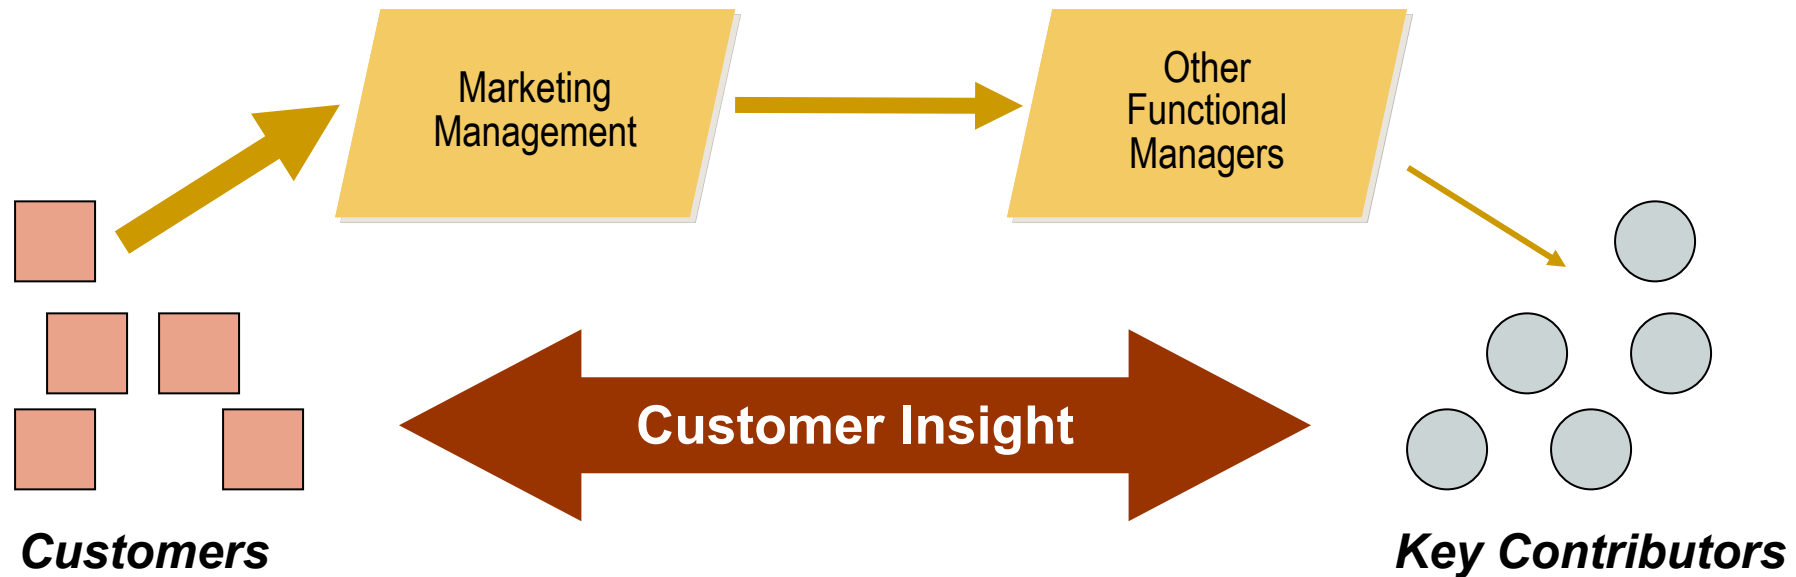 Marketing
Management
Other
Functional
Managers
Customer Insight
Customers
Key Contributors